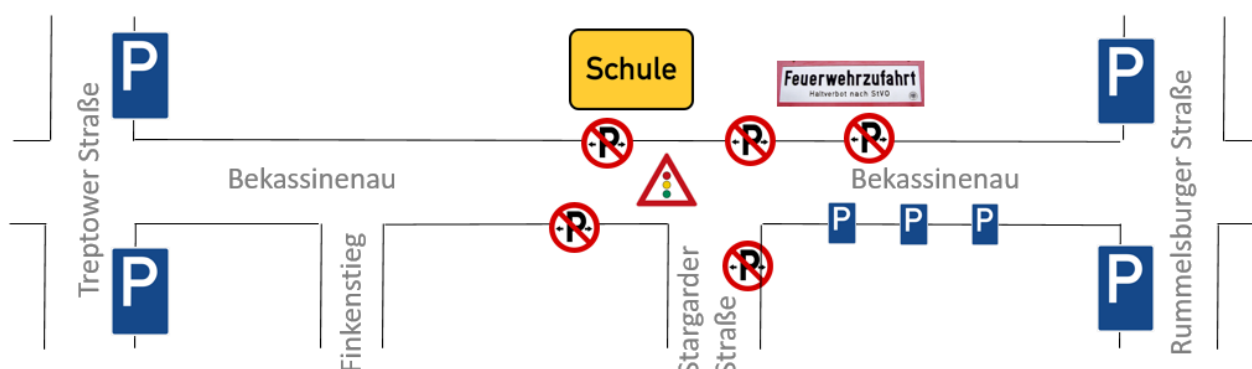 P
P
Schule
Feuerwehrzufahrt
Haltverbot nach StVO
P
P
P
Treptower Straße
Bekassinenau
Bekassinenau
Rummelsburger Straße
P
P
P
P
P
P
P
Finkenstieg
Stargarder
Straße
P